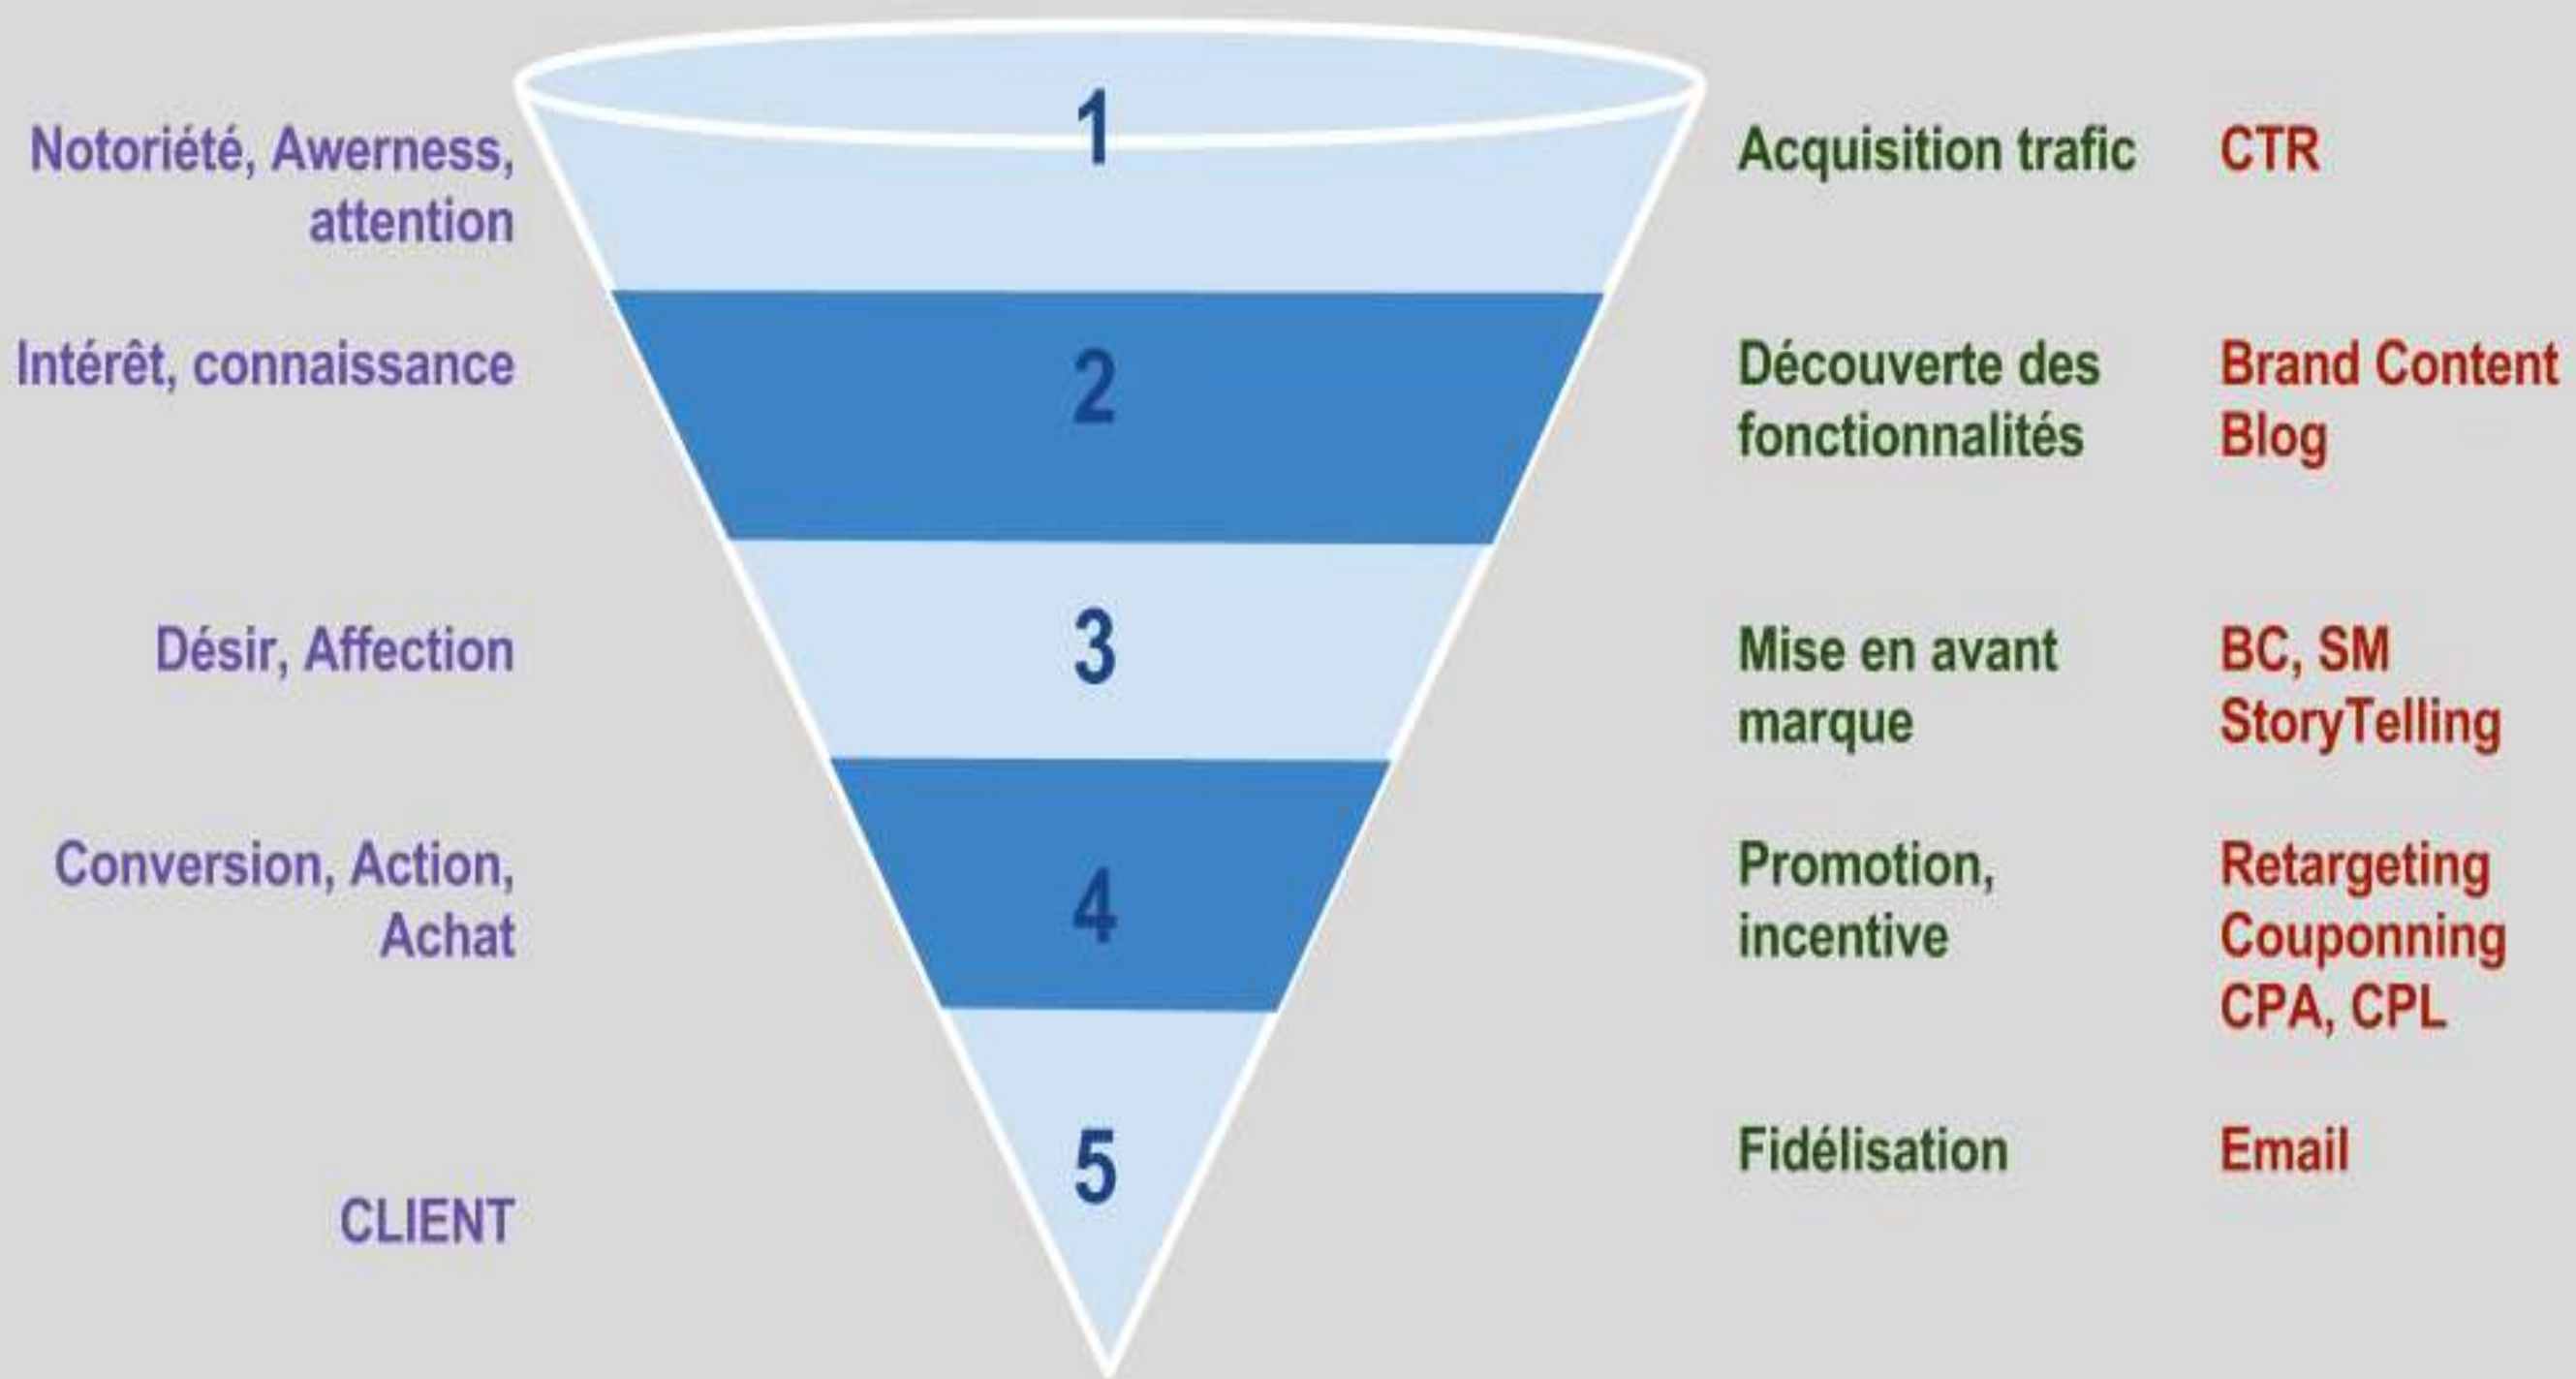 1
Notoriété, Awerness,
attention
Acquisition trafic
CTR
2
Intérêt, connaissance
Découverte des
fonctionnalités
Brand Content
Blog
3
Désir, Affection
Mise en avant
marque
BC, SM
StoryTelling
4
Conversion, Action,
Achat
Promotion,
incentive
Retargeting
Couponning
CPA, CPL
5
CLIENT
Fidélisation
Email